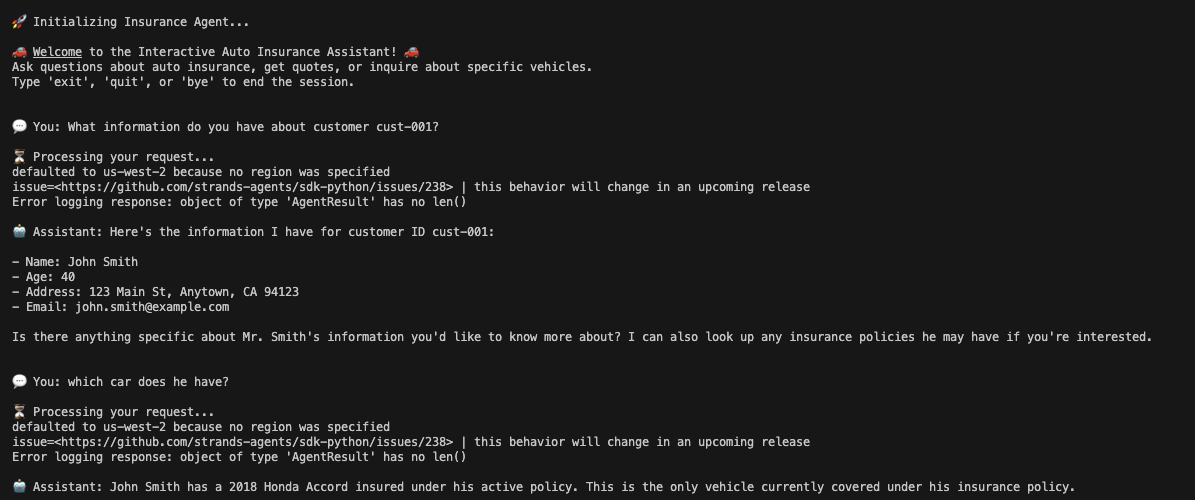 🚀 Initializing Insurance Agent...
🚗 Welcome to the Interactive Auto Insurance Assistant! 🚗
Ask questions about auto insurance, get quotes, or inquire about specific vehicles.
Type 'exit', 'quit', or 'bye' to end the session.
💬 You: What information do you have about customer cust-001?
⏳ Processing your request...
defaulted to us-west-2 because no region was specified
issue=<https://github.com/strands-agents/sdk-python/issues/238> | this behavior will change in an upcoming release
Error logging response: object of type 'AgentResult' has no len()
🤖 Assistant: Here's the information I have for customer ID cust-001:
- Name: John Smith
- Age: 40
- Address: 123 Main St, Anytown, CA 94123
- Email: john.smith@example.com
Is there anything specific about Mr. Smith's information you'd like to know more about? I can also look up any insurance policies he may have if you're interested.
💬 You: which car does he have?
⏳ Processing your request...
defaulted to us-west-2 because no region was specified
issue=<https://github.com/strands-agents/sdk-python/issues/238> | this behavior will change in an upcoming release
Error logging response: object of type 'AgentResult' has no len()
🤖 Assistant: John Smith has a 2018 Honda Accord insured under his active policy. This is the only vehicle currently covered under his insurance policy.